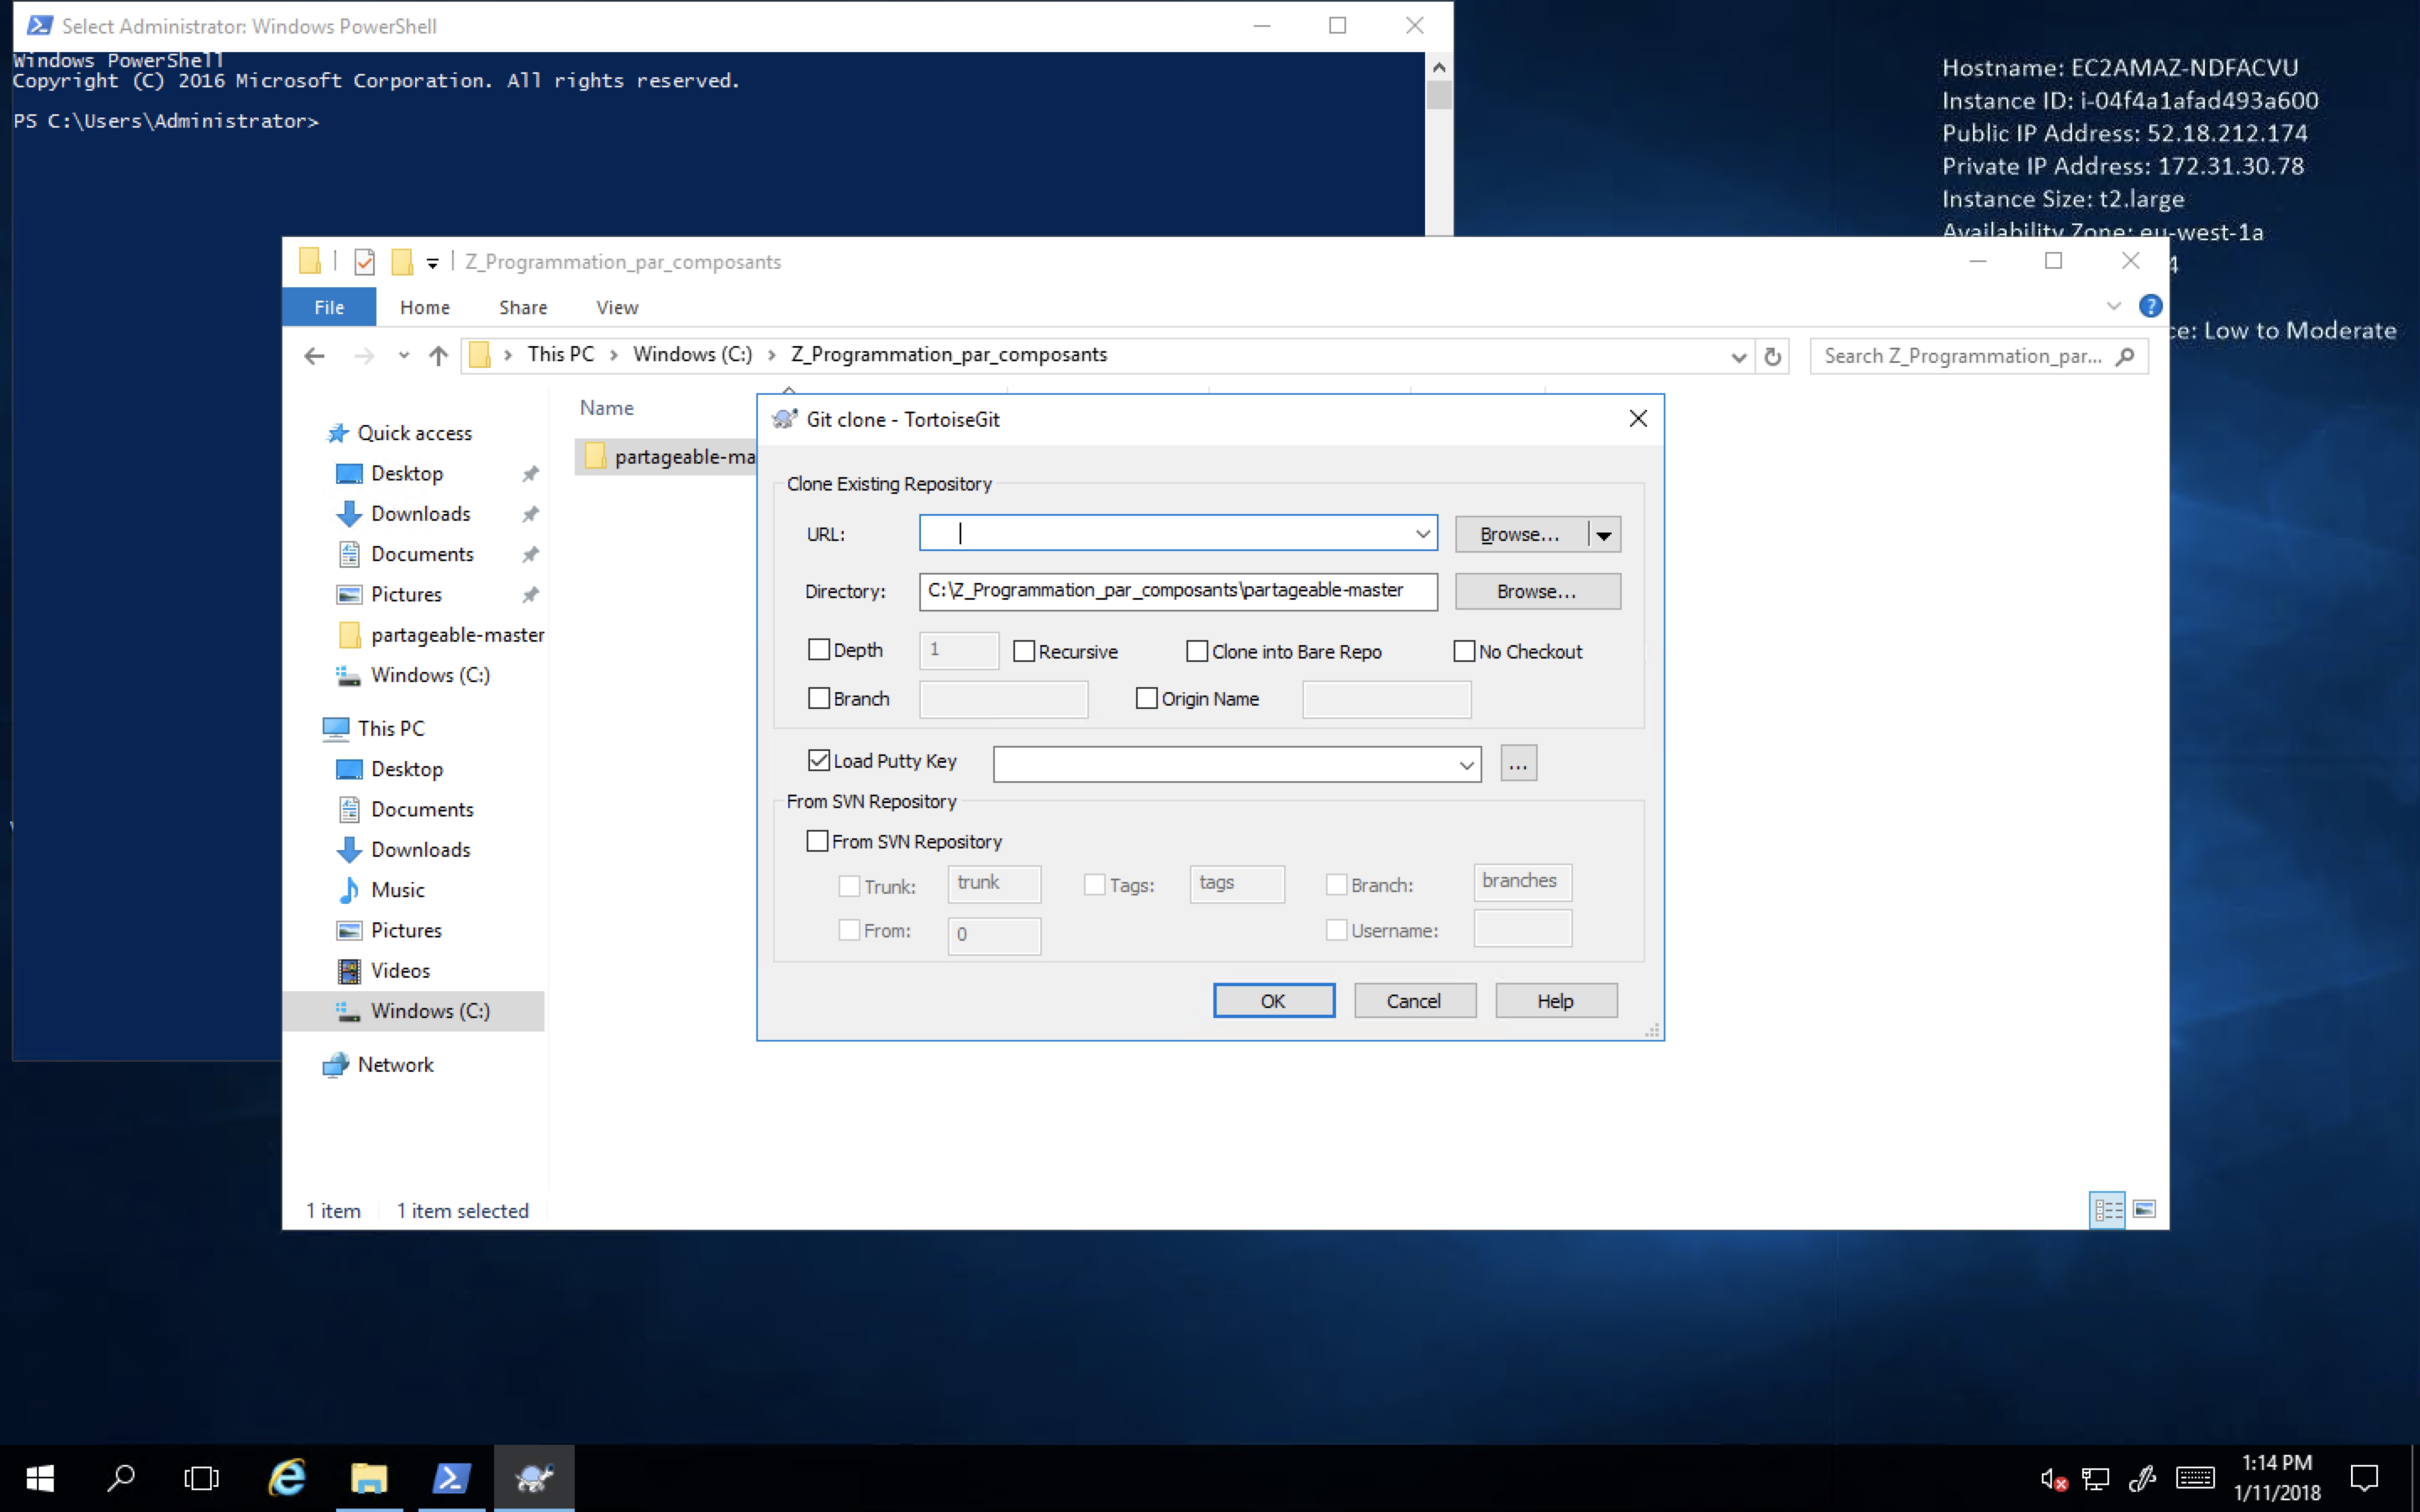 Select Administrator: Windows PowerShell
Windows PowerShell
Copyright (C) 2016 Microsoft Corporation. All rights reserved.
PS C:\Users\Administrator>
Hostname: EC2AMAZ-NDFACVU
Instance ID: i-04f4a1afad493a600
Public IP Address: 52.18.212.174
Private IP Address: 172.31.30.78
Instance Size: t2.large
Availability Zone: eu-west-1a
4
ce: Low to Moderate
Z_Programmation_par_composants
File Home Share View
This PC Windows (C:) Z_Programmation_par_composants
Search Z_Programmation_par...
Name
partageable-ma
Quick access
Desktop
Downloads
Documents
Pictures
partageable-master
Windows (C:)
This PC
Desktop
Documents
Downloads
Music
Pictures
Videos
Windows (C:)
Network
1 item 1 item selected
Git clone - TortoiseGit
Clone Existing Repository
URL: Browse...
Directory: C:\Z_Programmation_par_composants\partageable-master Browse...
Depth 1 Recursive Clone into Bare Repo No Checkout
Branch Origin Name
Load Putty Key ...
From SVN Repository
From SVN Repository
Trunk: trunk Tags: tags Branch: branches
From: 0 Username:
OK Cancel Help
1:14 PM
1/11/2018